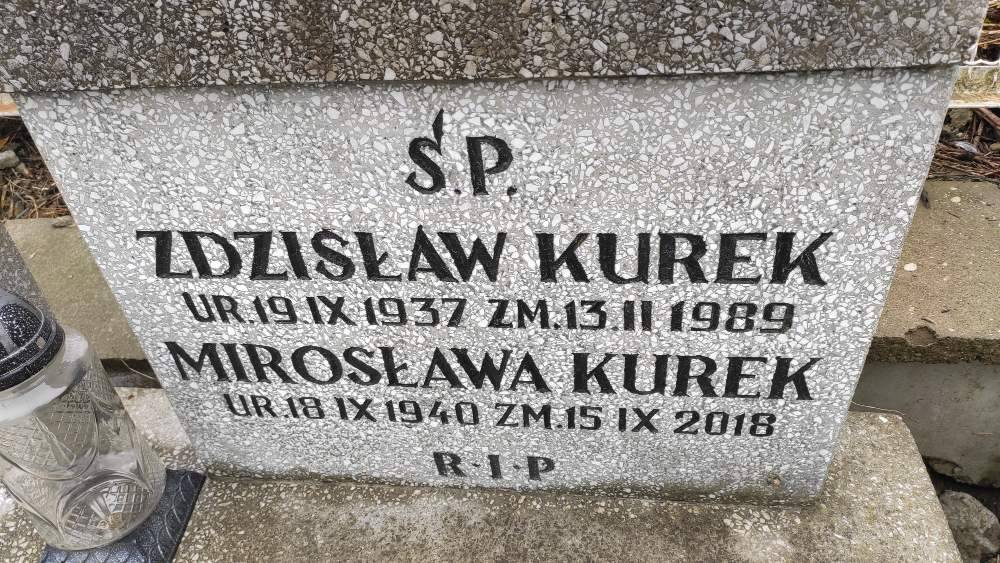 Ś.P.
ZDZISŁAW KUREK
UR.19.IX 1937 ZM.13.II 1989
MIROSŁAWA KUREK
UR.18 IX 1940 ZM.15 IX 2018
R·I·P